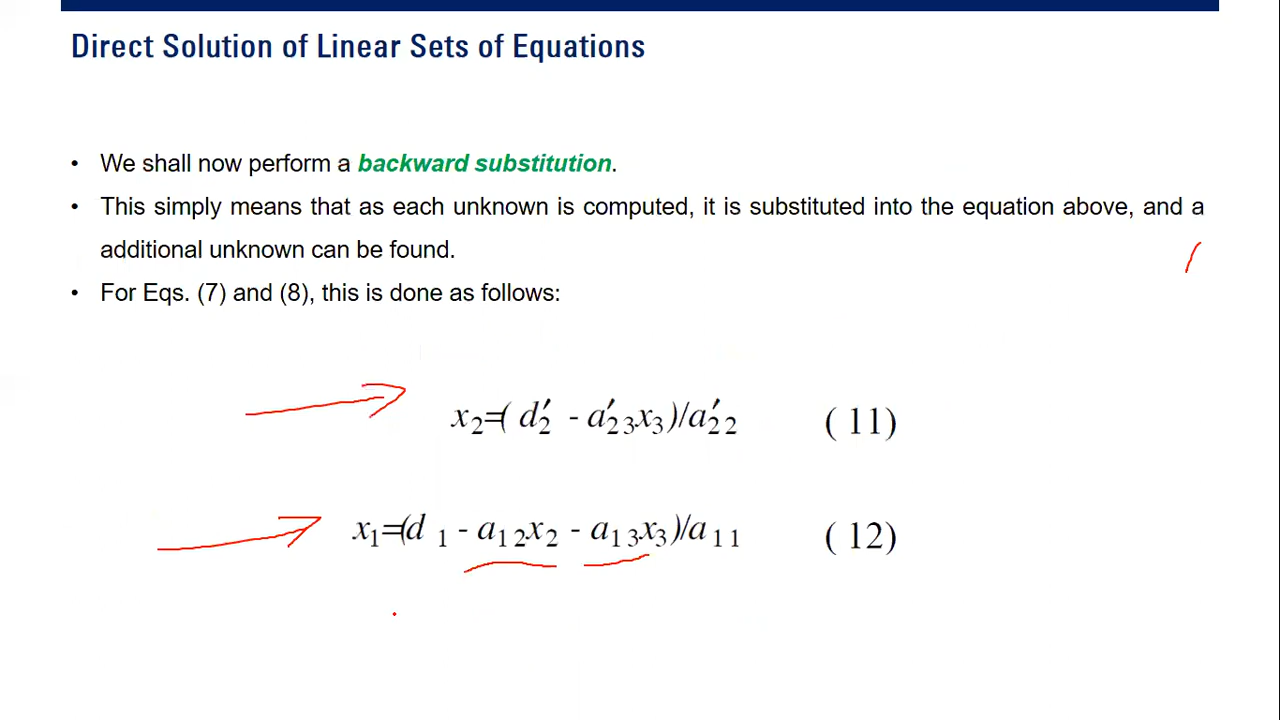 Direct Solution of Linear Sets of Equations
• We shall now perform a backward substitution.
• This simply means that as each unknown is computed, it is substituted into the equation above, and a
additional unknown can be found.
• For Eqs. (7) and (8), this is done as follows:
x₂=( d′₂ - a′₂₃x₃)/a′₂₂ ( 11)
x₁=(d ₁ - a₁₂x₂ - a₁₃x₃)/a ₁₁ ( 12)